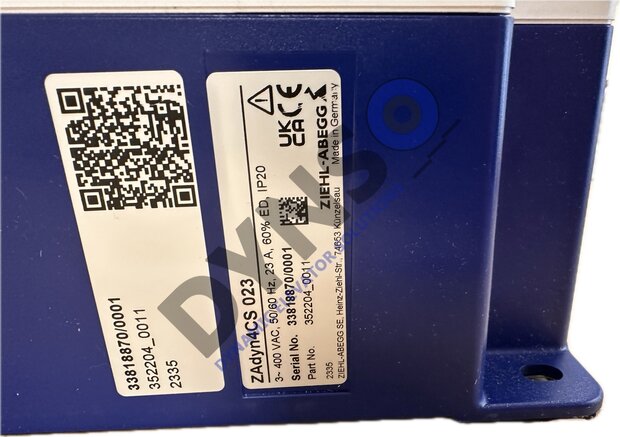 33818870/0001
352204_0011
2335
ZAdyn4CS 023
3~ 400 VAC, 50/60 Hz, 23 A, 60% ED, IP20
Serial No. 33818870/0001
Part No. 352204_0011
2335
ZIEHL-ABEGG SE, Heinz-Ziehl-Str., 74653 Künzelsau
UK
CA
CE
ZIEHL-ABEGG
Made in Germany
DYNS